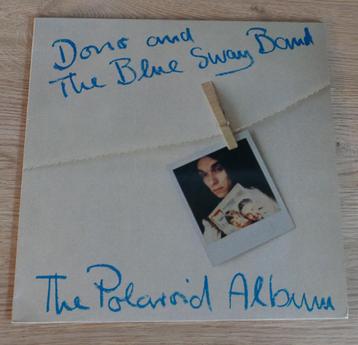 Dono and
The Blue Sway Band
The Polaroid Album